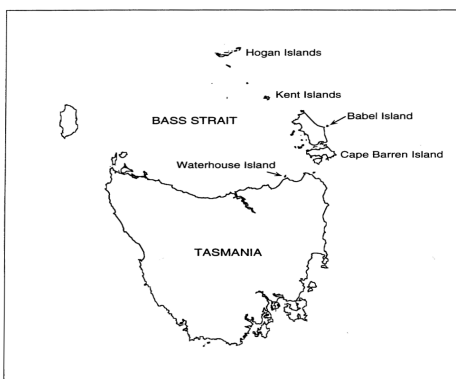 Hogan Islands
Kent Islands
Babel Island
BASS STRAIT
Cape Barren Island
Waterhouse Island
TASMANIA